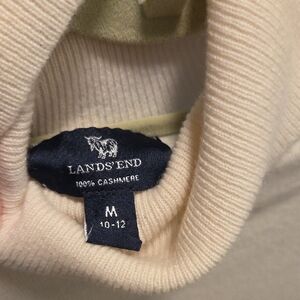 LANDS' END
100% CASHMERE
M
10-12